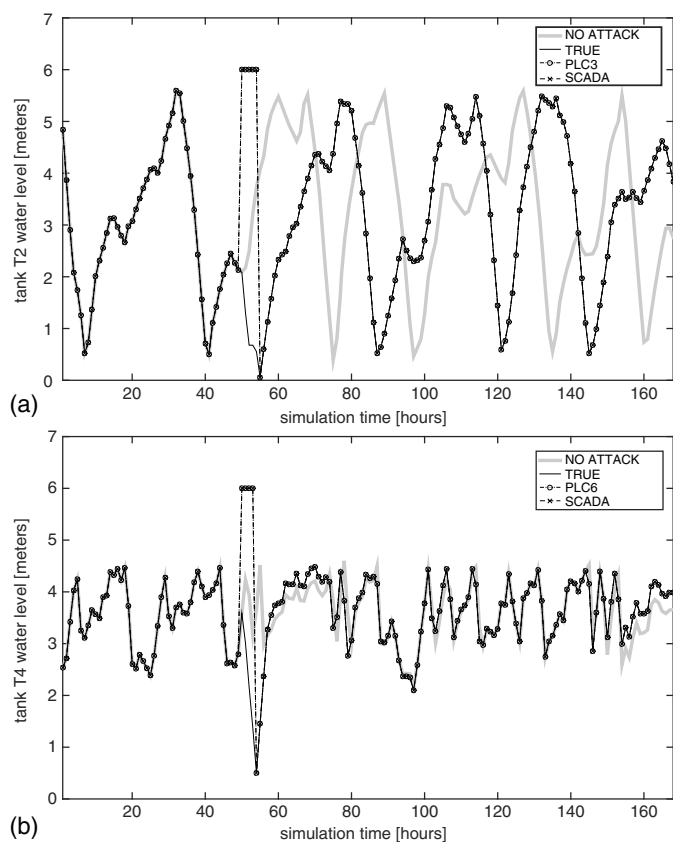 7
6
5
4
3
2
1
0
tank T2 water level [meters]
NO ATTACK
TRUE
PLC3
SCADA
20 40 60 80 100 120 140 160
simulation time [hours]
(a)
7
6
5
4
3
2
1
0
tank T4 water level [meters]
NO ATTACK
TRUE
PLC6
SCADA
20 40 60 80 100 120 140 160
simulation time [hours]
(b)